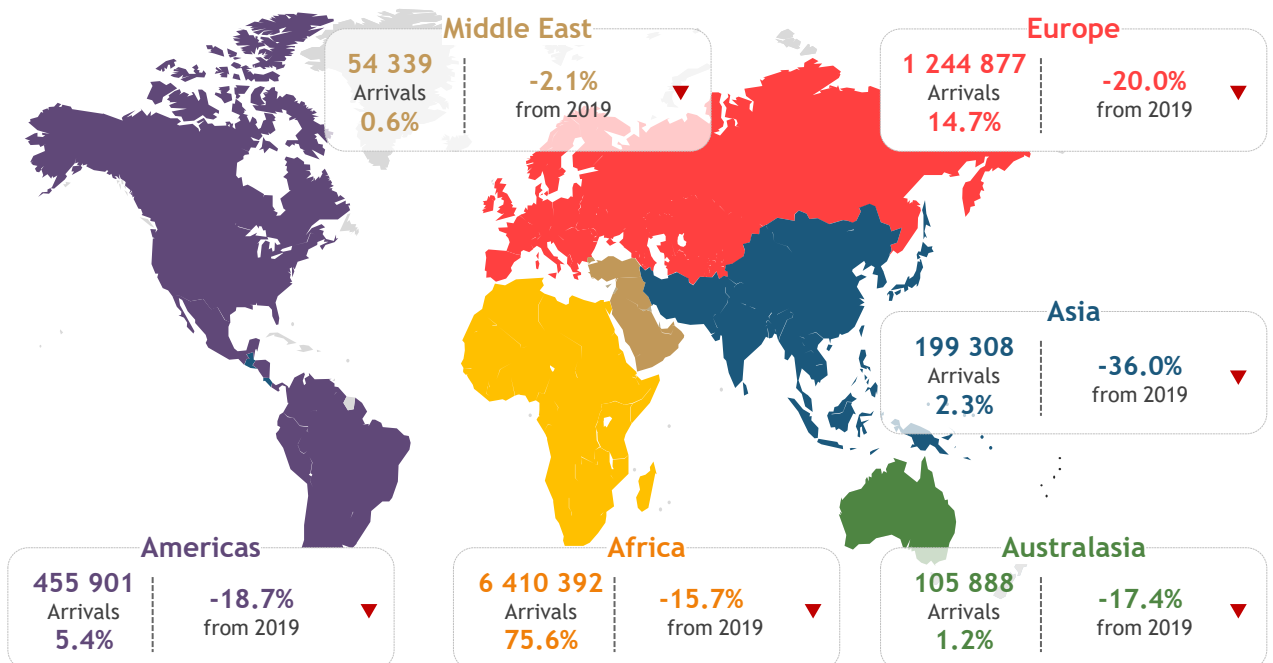 Middle East
54 339
Arrivals
0.6%
-2.1%
from 2019
Europe
1 244 877
Arrivals
14.7%
-20.0%
from 2019
Asia
199 308
Arrivals
2.3%
-36.0%
from 2019
Americas
455 901
Arrivals
5.4%
-18.7%
from 2019
Africa
6 410 392
Arrivals
75.6%
-15.7%
from 2019
Australasia
105 888
Arrivals
1.2%
-17.4%
from 2019